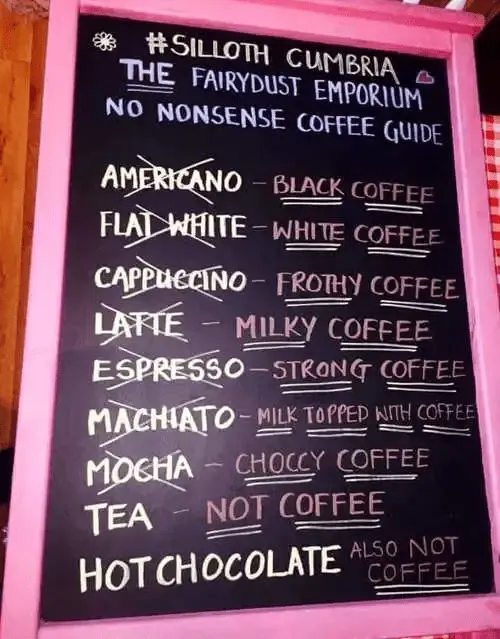 #SILLOTH CUMBRIA
THE FAIRYDUST EMPORIUM
NO NONSENSE COFFEE GUIDE
AMERICANO - BLACK COFFEE
FLAT WHITE - WHITE COFFEE
CAPPUCCINO - FROTHY COFFEE
LATTE - MILKY COFFEE
ESPRESSO - STRONG COFFEE
MACHIATO - MILK TOPPED WITH COFFEE
MOCHA - CHOCCY COFFEE
TEA - NOT COFFEE
HOT CHOCOLATE ALSO NOT
COFFEE